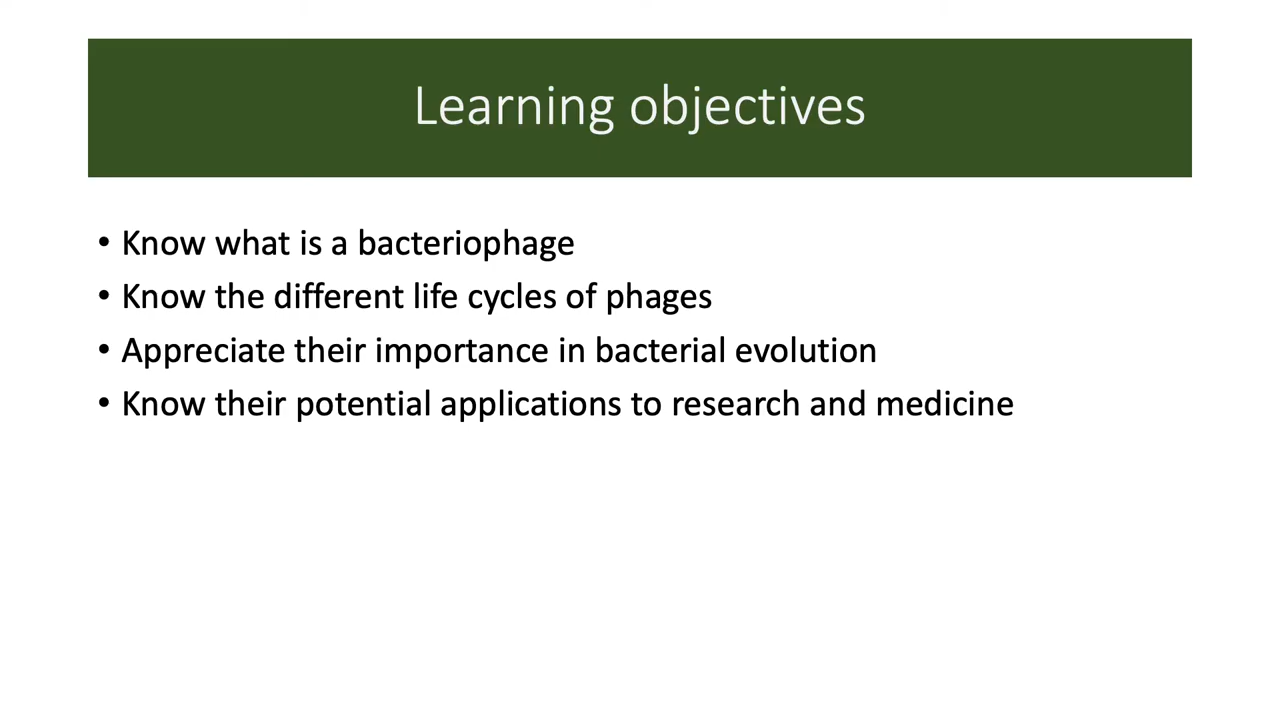 Learning objectives
• Know what is a bacteriophage
• Know the different life cycles of phages
• Appreciate their importance in bacterial evolution
• Know their potential applications to research and medicine